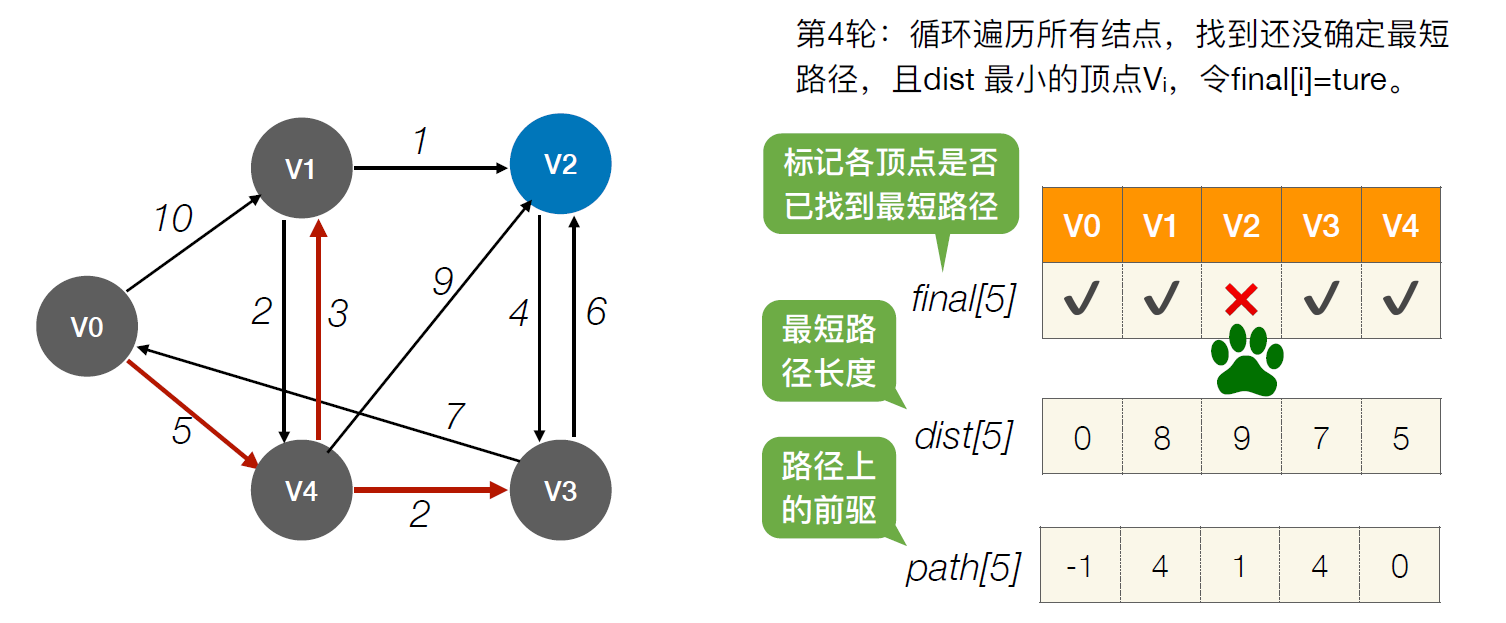 第4轮：循环遍历所有结点，找到还没确定最短
路径，且dist 最小的顶点Vi，令final[i]=ture。
标记各顶点是否
已找到最短路径
V0 V1 V2 V3 V4
final[5]
最短路
径长度
dist[5] 0 8 9 7 5
路径上
的前驱
path[5] -1 4 1 4 0
V1
1
V2
10
9
2
3
4
6
V0
7
5
V4
2
V3